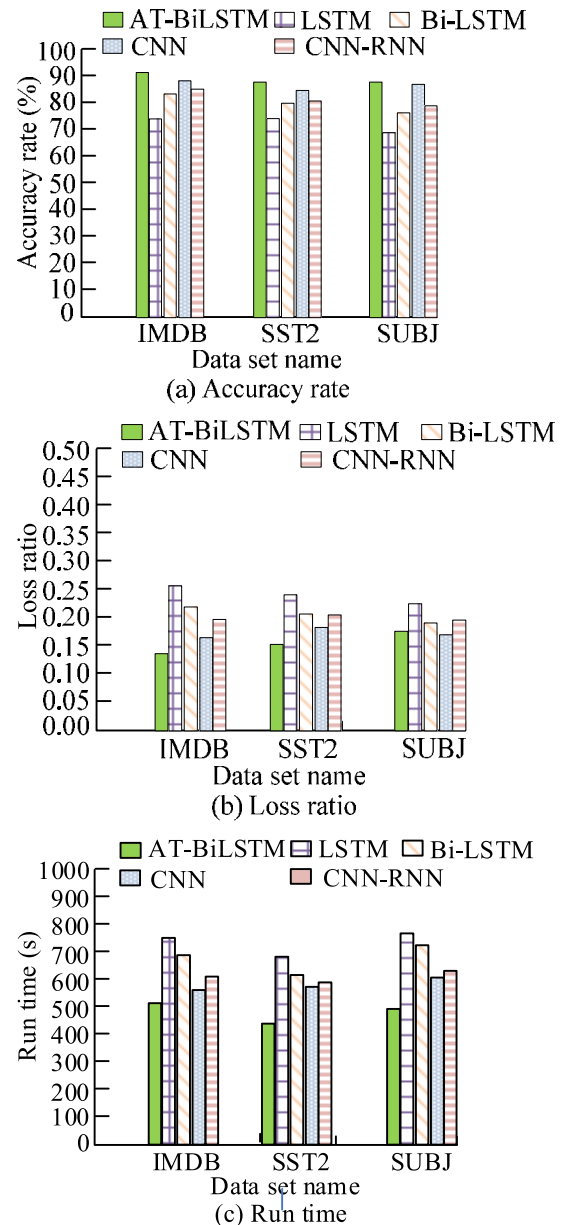 AT-BiLSTM LSTM Bi-LSTM
CNN CNN-RNN
Accuracy rate (%)
100
90
80
70
60
50
40
30
20
10
0
IMDB SST2 SUBJ
Data set name
(a) Accuracy rate
AT-BiLSTM LSTM Bi-LSTM
CNN CNN-RNN
Loss ratio
0.50
0.45
0.40
0.35
0.30
0.25
0.20
0.15
0.10
0.05
0.00
IMDB SST2 SUBJ
Data set name
(b) Loss ratio
AT-BiLSTM LSTM Bi-LSTM
CNN CNN-RNN
Run time (s)
1000
900
800
700
600
500
400
300
200
100
0
IMDB SST2 SUBJ
Data set name
(c) Run time